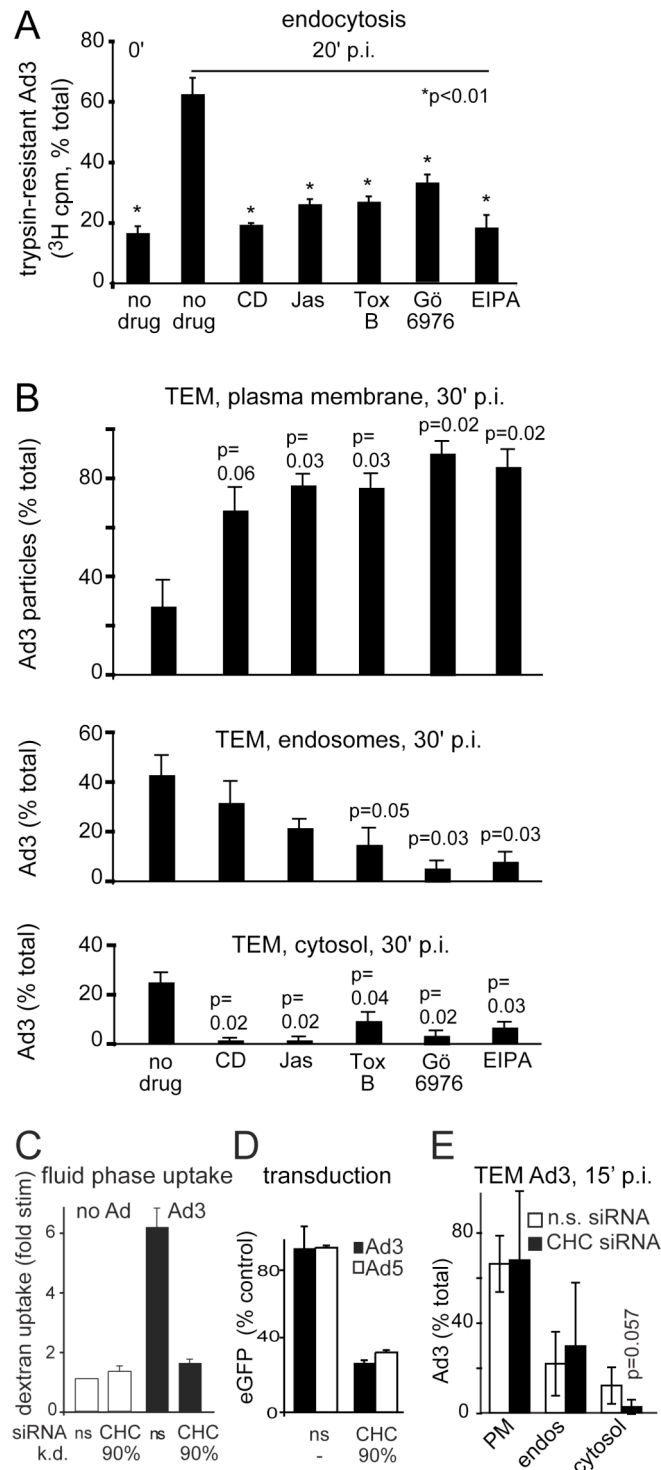 A
endocytosis
0'
20' p.i.
*p<0.01
trypsin-resistant Ad3
(³H cpm, % total)
80
60
40
20
0
* * * * * *
no drug
no drug
CD
Jas
Tox B
Gö 6976
EIPA
B
TEM, plasma membrane, 30' p.i.
Ad3 particles (% total)
80
40
0
p= 0.06
p= 0.03
p= 0.03
p=0.02
p=0.02
TEM, endosomes, 30' p.i.
Ad3 (% total)
60
40
20
0
p=0.05
p=0.03
p=0.03
TEM, cytosol, 30' p.i.
Ad3 (% total)
40
20
0
p= 0.02
p= 0.02
p= 0.04
p= 0.02
p= 0.03
no drug
CD
Jas
Tox B
Gö 6976
EIPA
C
fluid phase uptake
no Ad
Ad3
dextran uptake (fold stim)
6
4
2
0
siRNA ns CHC ns CHC
k.d. 90% 90%
D
transduction
Ad3
Ad5
eGFP (% control)
80
40
0
ns CHC
- 90%
E
TEM Ad3, 15' p.i.
n.s. siRNA
CHC siRNA
Ad3 (% total)
80
40
0
p=0.057
PM
endos
cytosol